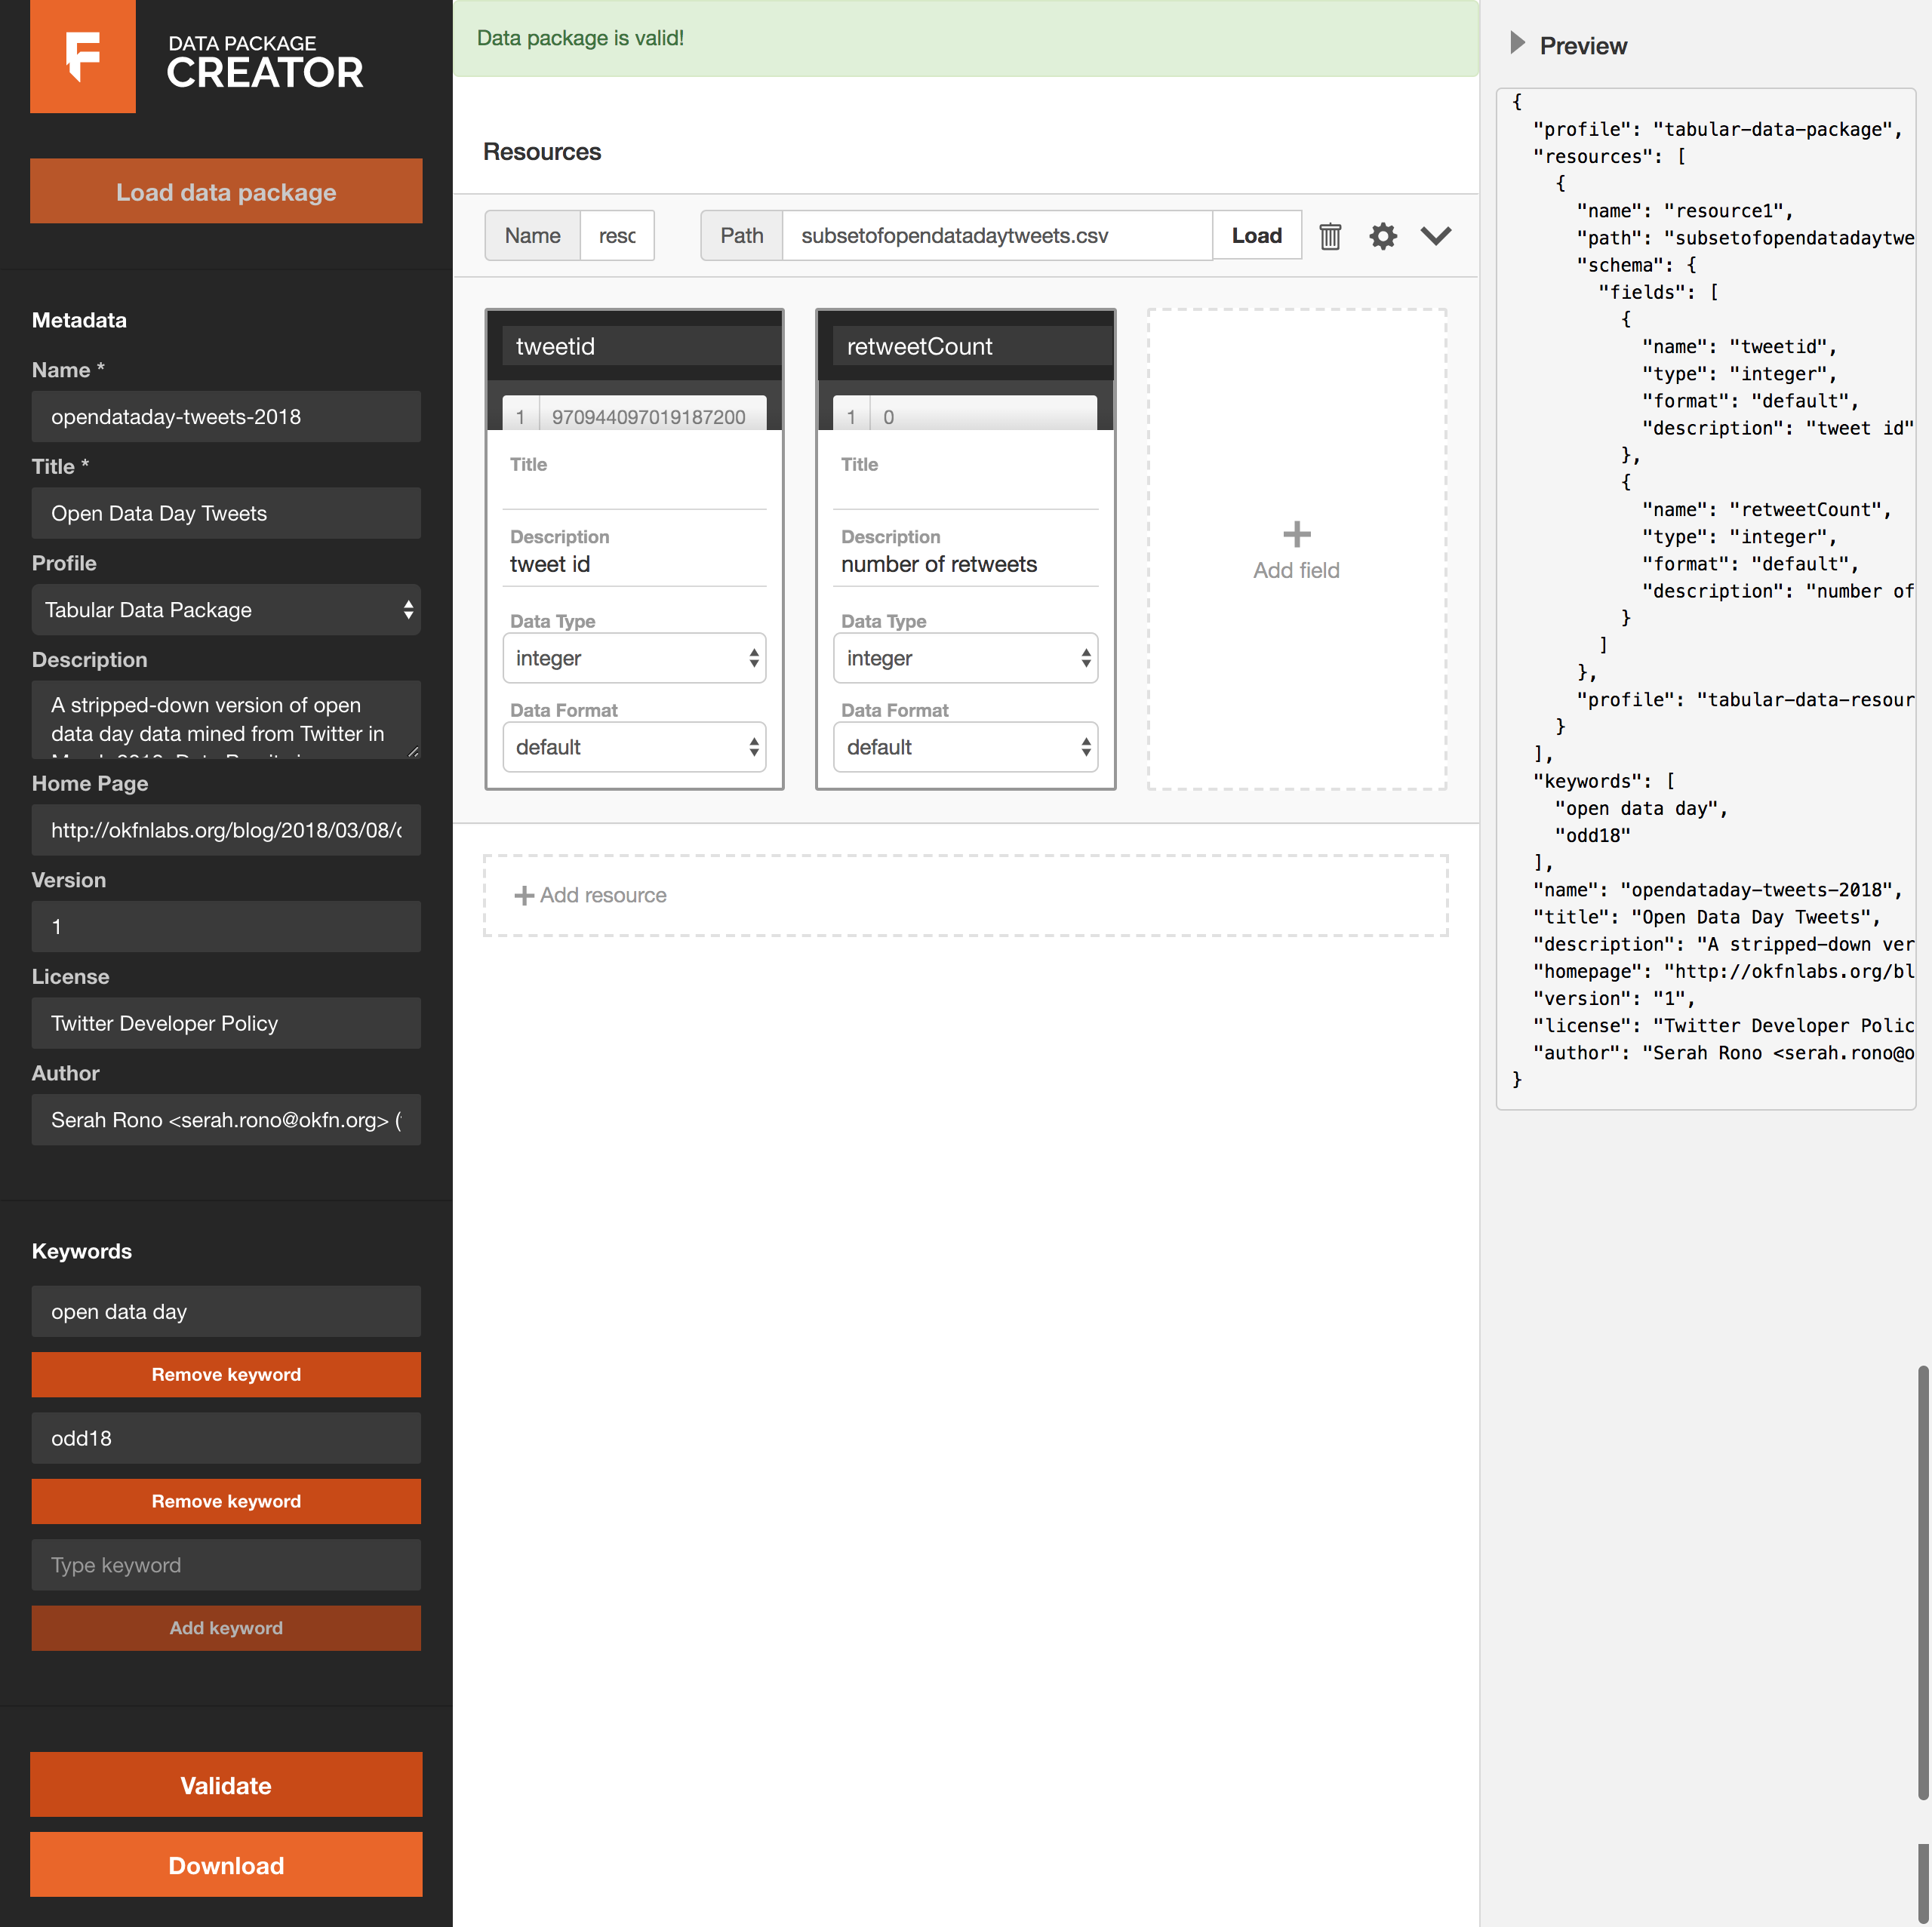 DATA PACKAGE
CREATOR
Load data package
Metadata
Name *
opendataday-tweets-2018
Title *
Open Data Day Tweets
Profile
Tabular Data Package
Description
A stripped-down version of open
data day data mined from Twitter in
Home Page
http://okfnlabs.org/blog/2018/03/08/c
Version
1
License
Twitter Developer Policy
Author
Serah Rono <serah.rono@okfn.org> (
Keywords
open data day
Remove keyword
odd18
Remove keyword
Type keyword
Add keyword
Validate
Download
Data package is valid!
Resources
Name resc Path subsetofopendatadaytweets.csv Load
tweetid
1 970944097019187200
Title
Description
tweet id
Data Type
integer
Data Format
default
retweetCount
1 0
Title
Description
number of retweets
Data Type
integer
Data Format
default
Add field
Add resource
Preview
{
"profile": "tabular-data-package",
"resources": [
{
"name": "resource1",
"path": "subsetofopendatadaytwe
"schema": {
"fields": [
{
"name": "tweetid",
"type": "integer",
"format": "default",
"description": "tweet id"
},
{
"name": "retweetCount",
"type": "integer",
"format": "default",
"description": "number of
}
]
},
"profile": "tabular-data-resour
}
],
"keywords": [
"open data day",
"odd18"
],
"name": "opendataday-tweets-2018",
"title": "Open Data Day Tweets",
"description": "A stripped-down ver
"homepage": "http://okfnlabs.org/bl
"version": "1",
"license": "Twitter Developer Polic
"author": "Serah Rono <serah.rono@o
}